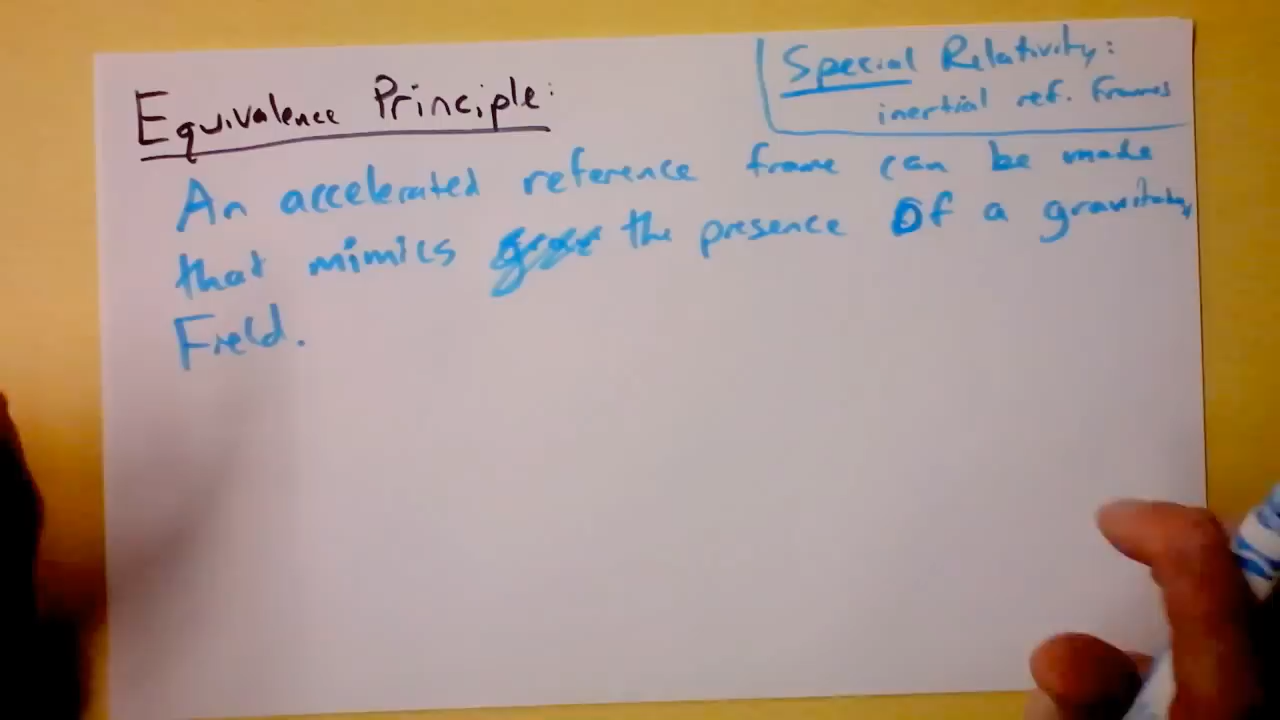 Equivalence Principle:
Special Relativity:
inertial ref. frames
An accelerated reference frame can be made
that mimics the presence of a
Field.